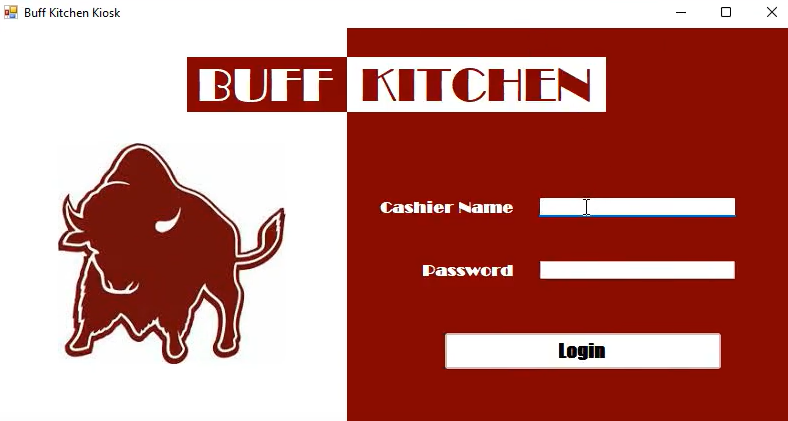 Buff Kitchen Kiosk
BUFF KITCHEN
Cashier Name
Password
Login